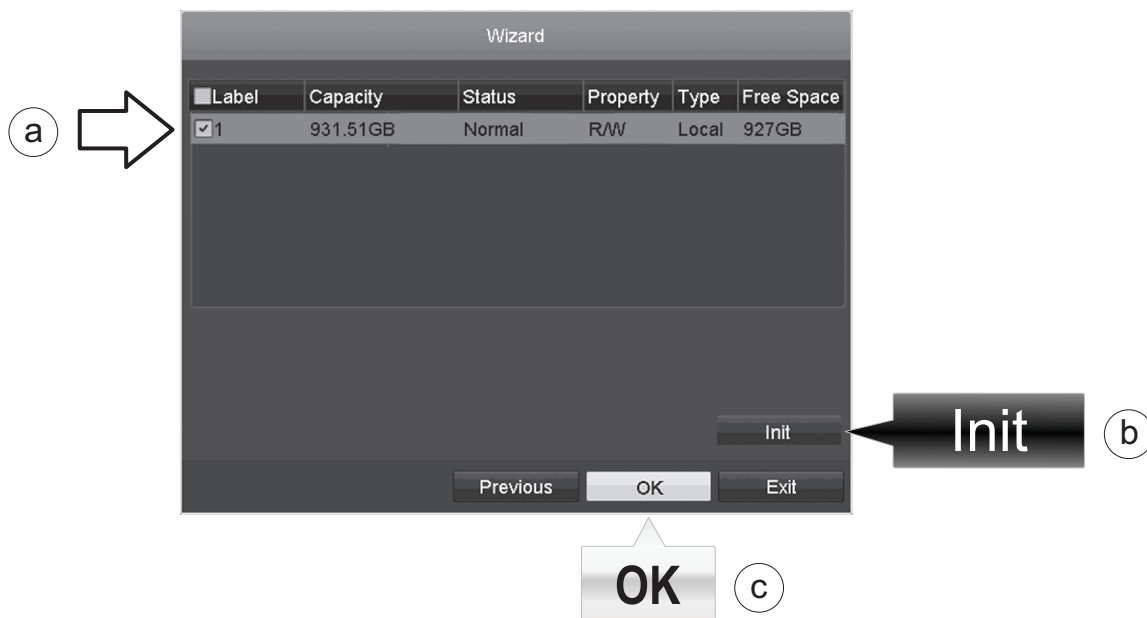 Wizard
Label Capacity Status Property Type Free Space
a
1 931.51GB Normal R/W Local 927GB
Init
Init
b
Previous OK Exit
OK
c